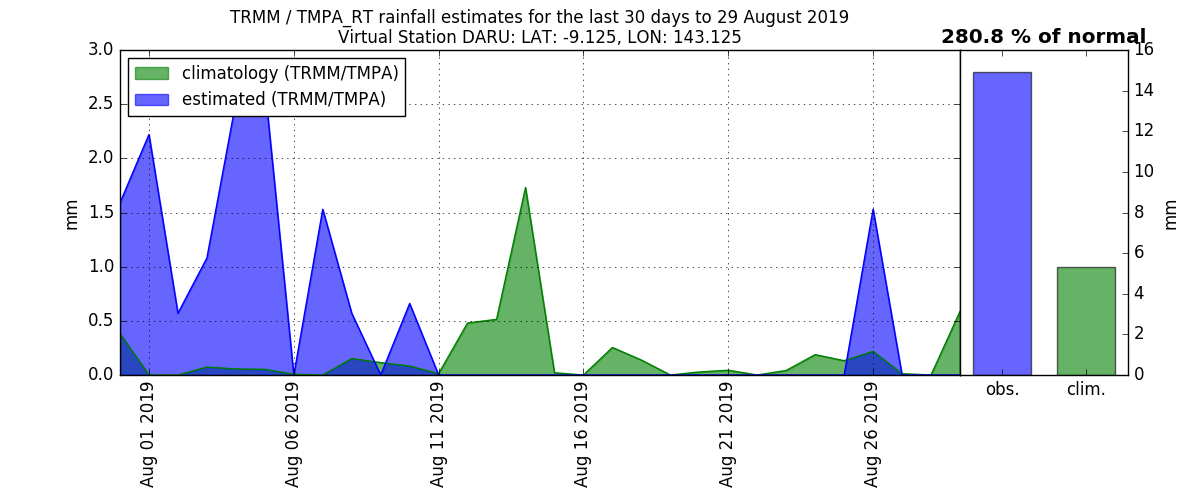 TRMM / TMPA_RT rainfall estimates for the last 30 days to 29 August 2019
Virtual Station DARU: LAT: -9.125, LON: 143.125
280.8 % of normal
climatology (TRMM/TMPA)
estimated (TRMM/TMPA)
3.0
2.5
2.0
1.5
1.0
0.5
0.0
mm
Aug 01 2019
Aug 06 2019
Aug 11 2019
Aug 16 2019
Aug 21 2019
Aug 26 2019
16
14
12
10
8
6
4
2
0
mm
obs.
clim.